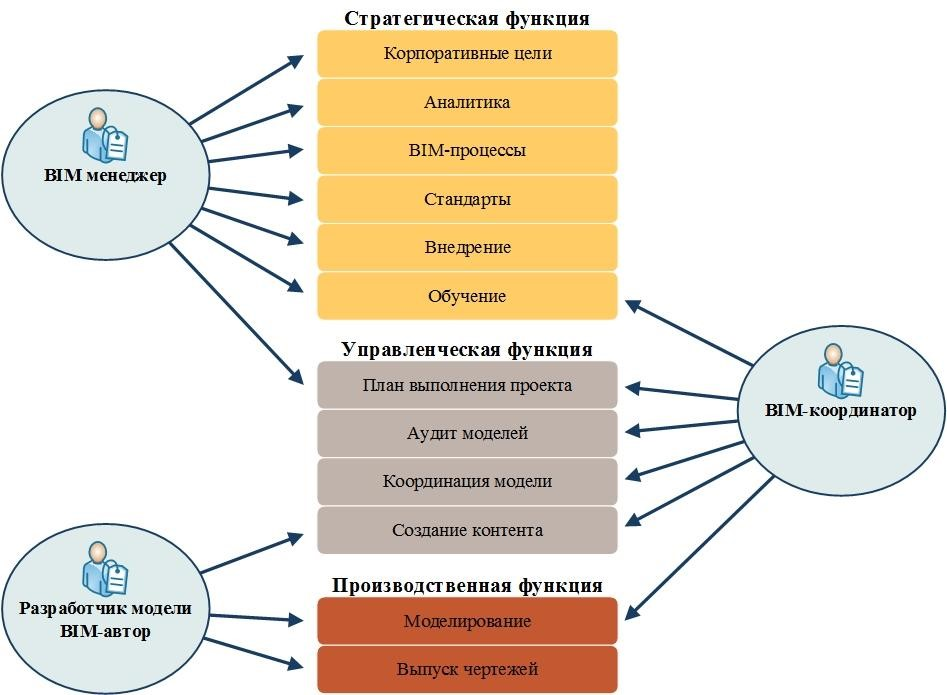 Стратегическая функция
Корпоративные цели
Аналитика
BIM-процессы
Стандарты
Внедрение
Обучение
BIM менеджер
Управленческая функция
План выполнения проекта
Аудит моделей
Координация модели
Создание контента
BIM-координатор
Производственная функция
Моделирование
Выпуск чертежей
Разработчик модели
BIM-автор